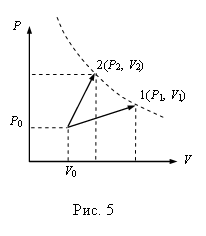 P
2(P₂, V₂)
1(P₁, V₁)
P₀
V₀
V
Рис. 5